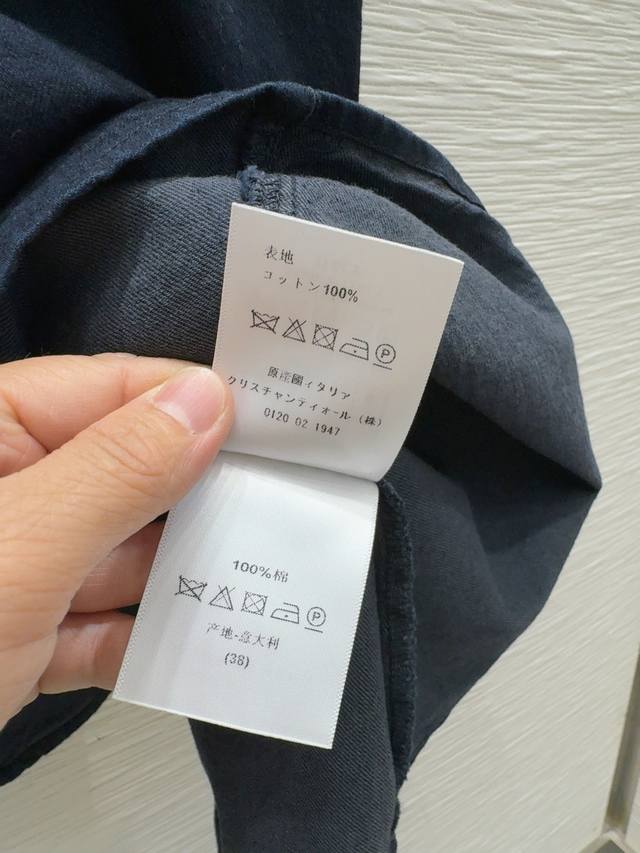 表地
コットン100%
P
原産國イタリア
クリスチャンディオール（株）
0120 02 1947
100%棉
P
产地-意大利
(38)